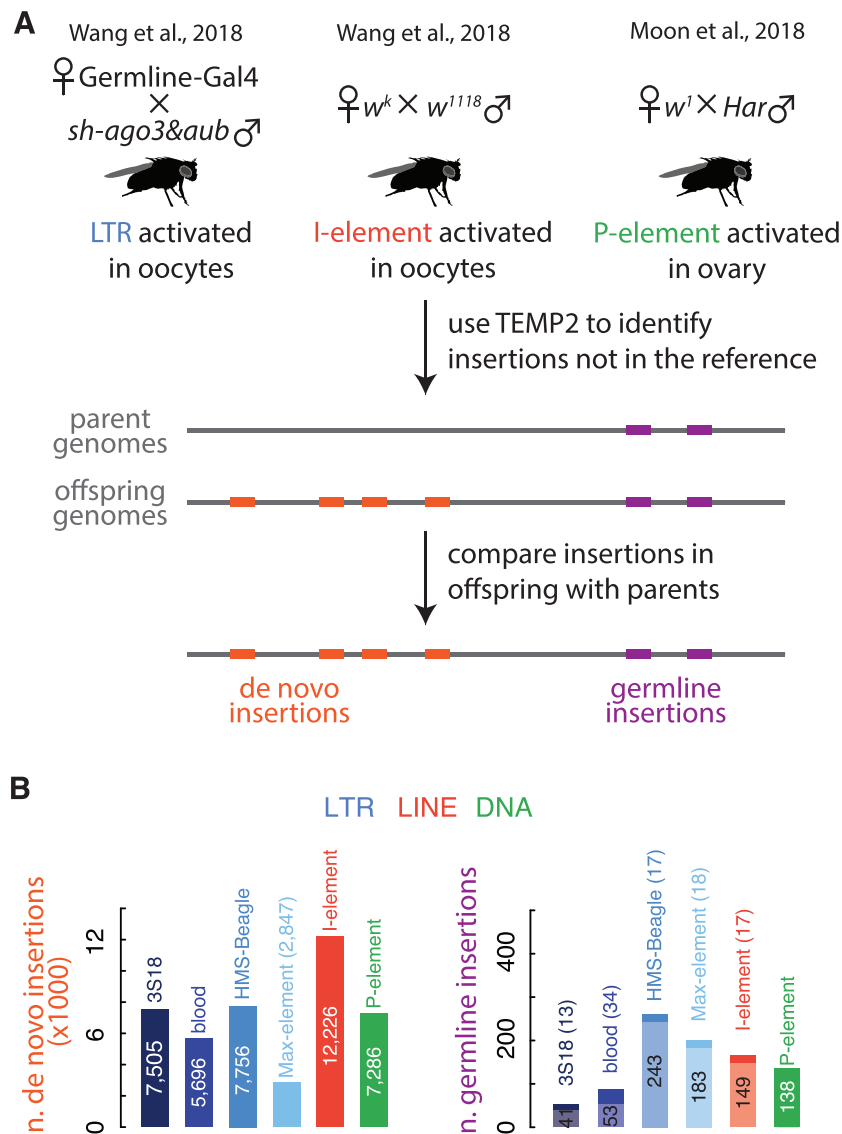 A
Wang et al., 2018
♀Germline-Gal4
×
sh-ago3&aub♂
LTR activated
in oocytes
Wang et al., 2018
♀wᵏ × w¹¹¹⁸♂
I-element activated
in oocytes
Moon et al., 2018
♀w¹ × Har♂
P-element activated
in ovary
use TEMP2 to identify
insertions not in the reference
parent
genomes
offspring
genomes
compare insertions in
offspring with parents
de novo
insertions
germline
insertions
B
LTR LINE DNA
n. de novo insertions
(x1000)
0
6
12
3S18
7,505
blood
5,696
HMS-Beagle
7,756
Max-element (2,847)
I-element
12,226
P-element
7,286
n. germline insertions
0
200
400
3S18 (13)
41
blood (34)
53
HMS-Beagle (17)
243
Max-element (18)
183
I-element (17)
149
P-element
138